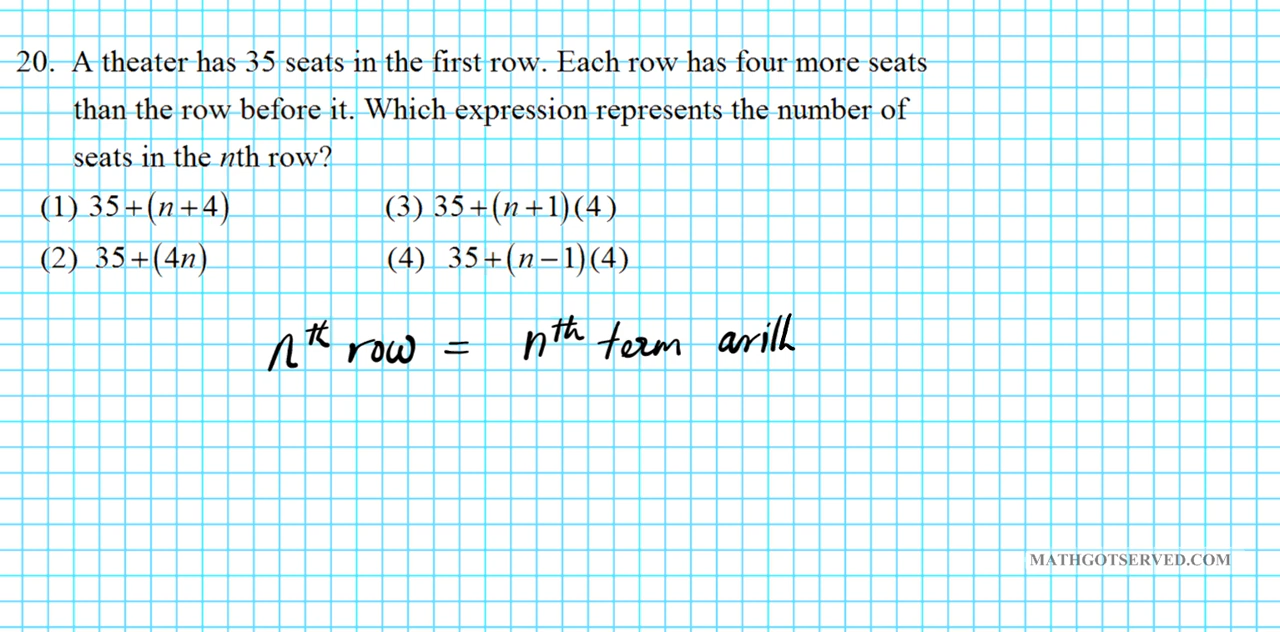 20. A theater has 35 seats in the first row. Each row has four more seats
than the row before it. Which expression represents the number of
seats in the nth row?
(1) 35+(n+4) (3) 35+(n+1)(4)
(2) 35+(4n) (4) 35+(n−1)(4)
nth row = nth term arith
MATHGOTSERVED.COM